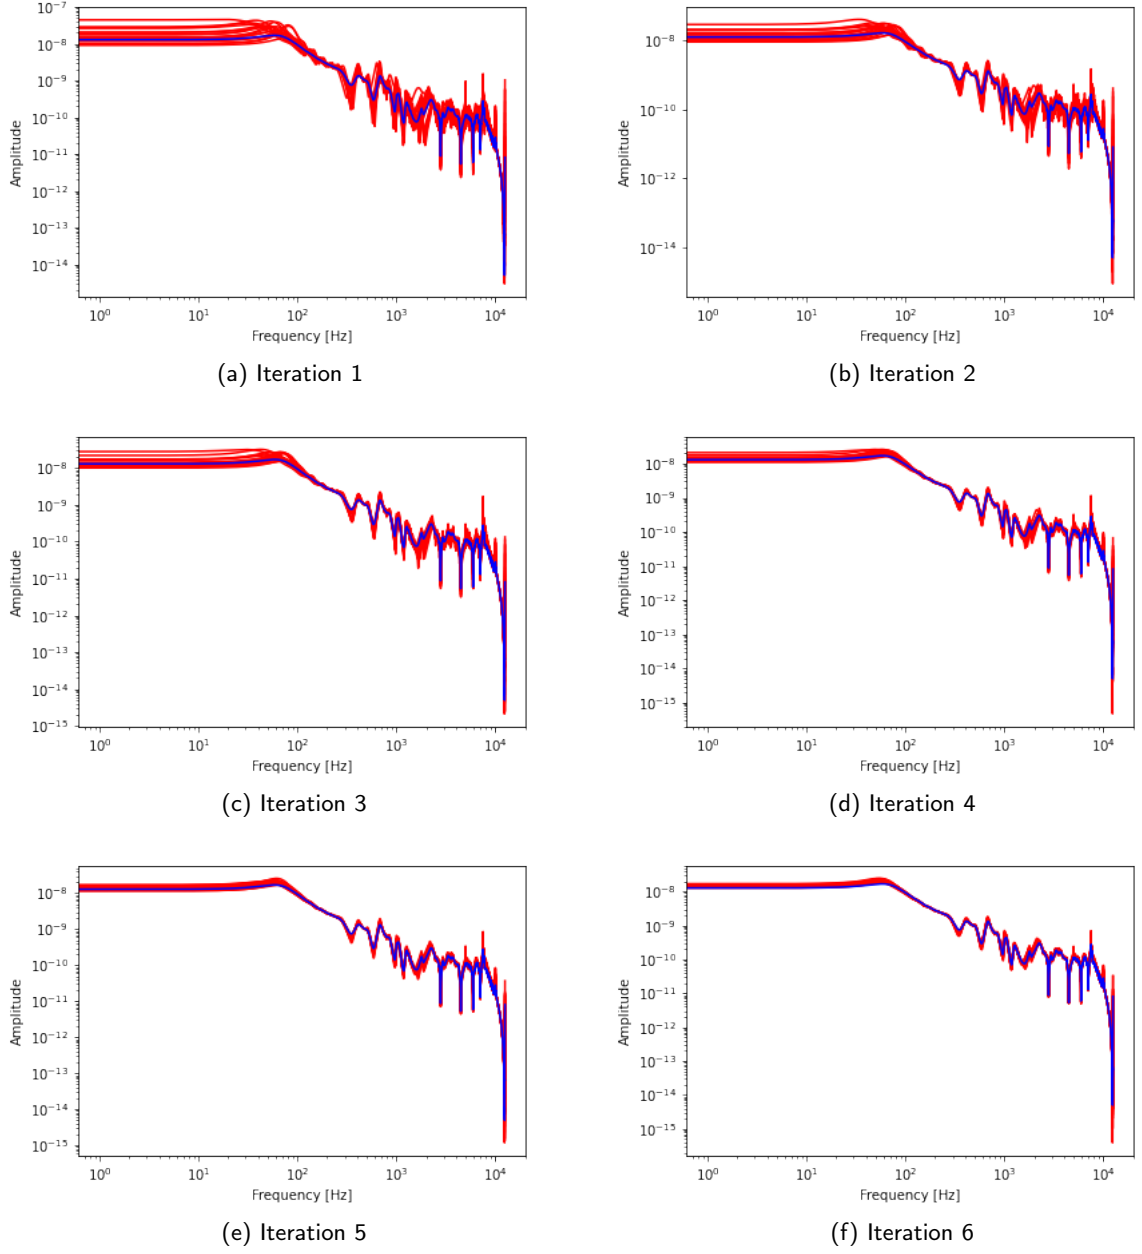 10⁻⁷
10⁻⁸
10⁻⁹
10⁻¹⁰
10⁻¹¹
10⁻¹²
10⁻¹³
10⁻¹⁴
Amplitude
10⁰ 10¹ 10² 10³ 10⁴
Frequency [Hz]
(a) Iteration 1
10⁻⁸
10⁻¹⁰
10⁻¹²
10⁻¹⁴
Amplitude
10⁰ 10¹ 10² 10³ 10⁴
Frequency [Hz]
(b) Iteration 2
10⁻⁸
10⁻⁹
10⁻¹⁰
10⁻¹¹
10⁻¹²
10⁻¹³
10⁻¹⁴
10⁻¹⁵
Amplitude
10⁰ 10¹ 10² 10³ 10⁴
Frequency [Hz]
(c) Iteration 3
10⁻⁸
10⁻⁹
10⁻¹⁰
10⁻¹¹
10⁻¹²
10⁻¹³
10⁻¹⁴
10⁻¹⁵
Amplitude
10⁰ 10¹ 10² 10³ 10⁴
Frequency [Hz]
(d) Iteration 4
10⁻⁸
10⁻⁹
10⁻¹⁰
10⁻¹¹
10⁻¹²
10⁻¹³
10⁻¹⁴
10⁻¹⁵
Amplitude
10⁰ 10¹ 10² 10³ 10⁴
Frequency [Hz]
(e) Iteration 5
10⁻⁸
10⁻⁹
10⁻¹⁰
10⁻¹¹
10⁻¹²
10⁻¹³
10⁻¹⁴
10⁻¹⁵
Amplitude
10⁰ 10¹ 10² 10³ 10⁴
Frequency [Hz]
(f) Iteration 6